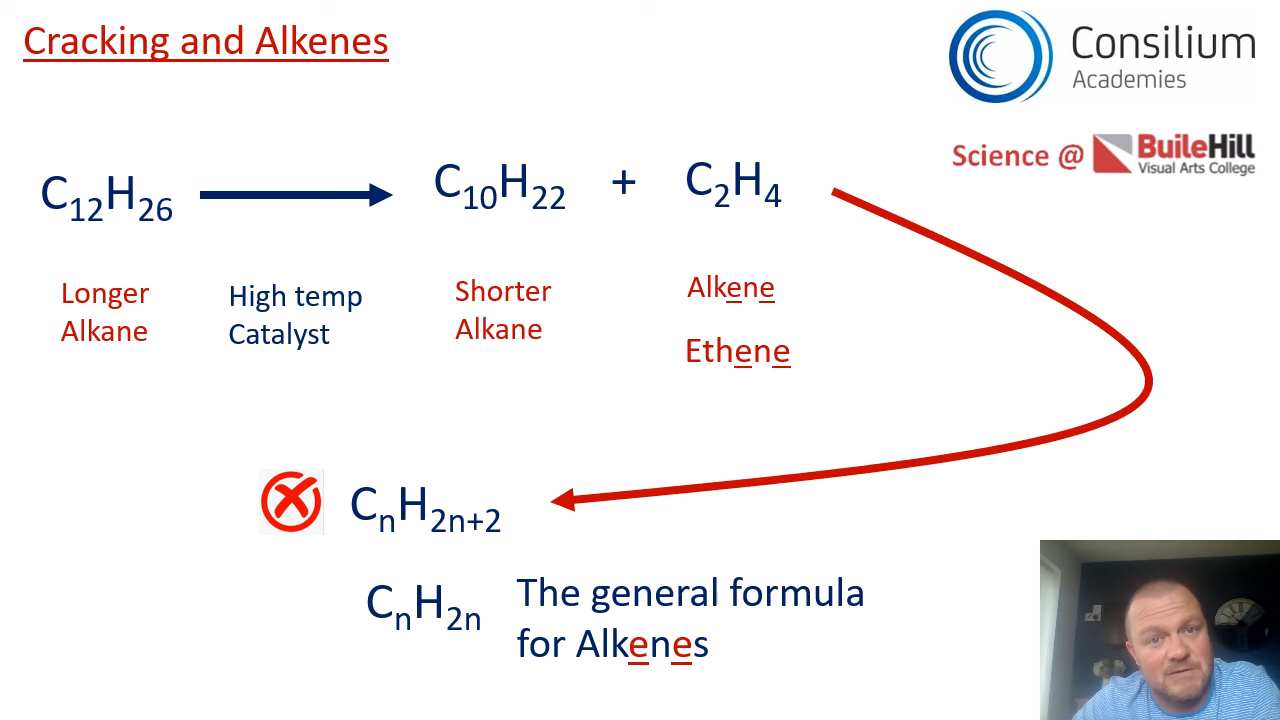 Cracking and Alkenes
Consilium
Academies
Science @ BuileHill
Visual Arts College
C₁₂H₂₆ C₁₀H₂₂ + C₂H₄
Longer
Alkane
High temp
Catalyst
Shorter
Alkane
Alkene
Ethene
CₙH₂ₙ₊₂
CₙH₂ₙ
The general formula
for Alkenes